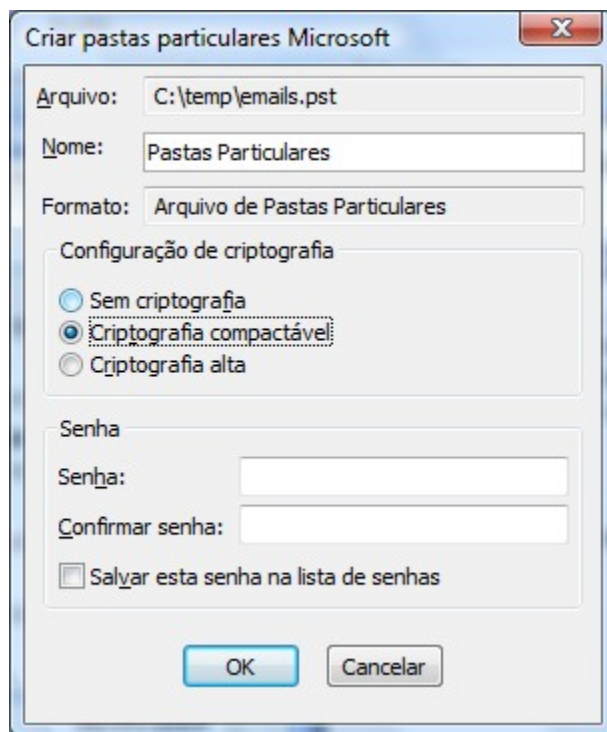 Criar pastas particulares Microsoft
Arquivo: C:\temp\emails.pst
Nome: Pastas Particulares
Formato: Arquivo de Pastas Particulares
Configuração de criptografia
Sem criptografia
Criptografia compactável
Criptografia alta
Senha
Senha:
Confirmar senha:
Salvar esta senha na lista de senhas
OK Cancelar